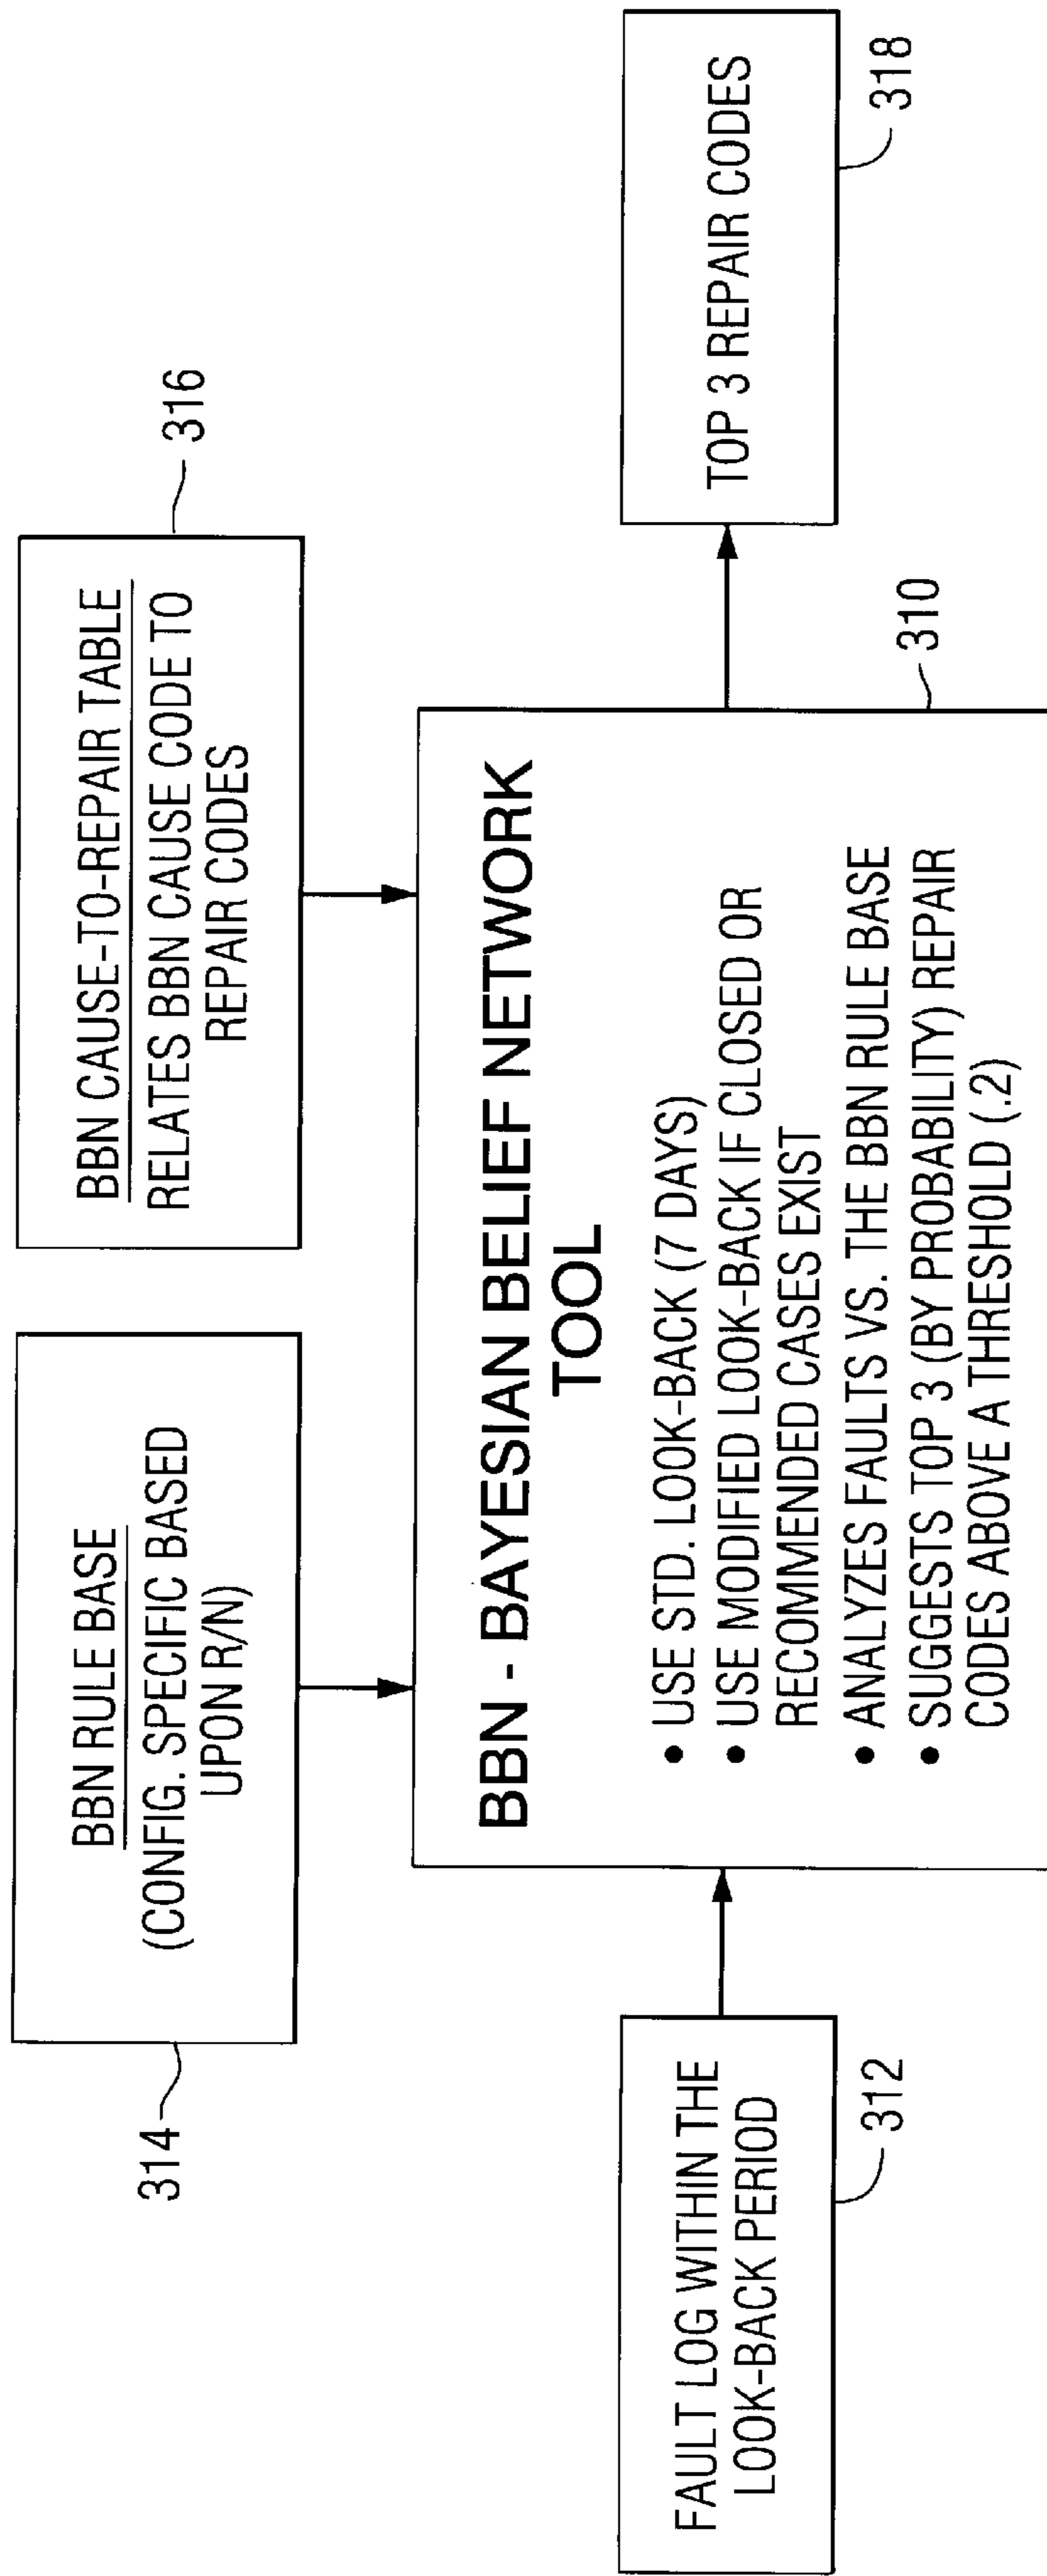 BBN RULE BASE
(CONFIG. SPECIFIC BASED
UPON R/N)
314
BBN CAUSE-TO-REPAIR TABLE
RELATES BBN CAUSE CODE TO
REPAIR CODES
316
FAULT LOG WITHIN THE
LOOK-BACK PERIOD
312
BBN - BAYESIAN BELIEF NETWORK
TOOL
• USE STD. LOOK-BACK (7 DAYS)
• USE MODIFIED LOOK-BACK IF CLOSED OR
RECOMMENDED CASES EXIST
• ANALYZES FAULTS VS. THE BBN RULE BASE
• SUGGESTS TOP 3 (BY PROBABILITY) REPAIR
CODES ABOVE A THRESHOLD (.2)
310
TOP 3 REPAIR CODES
318